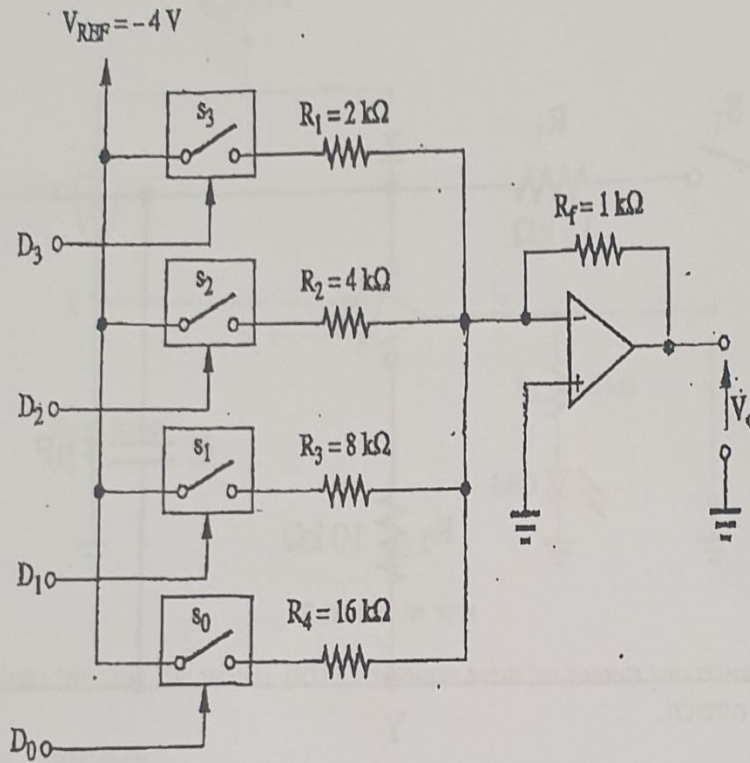 V_REF = -4 V
S3
R1 = 2 kΩ
D3
Rf = 1 kΩ
S2
R2 = 4 kΩ
-
+
D2
S1
R3 = 8 kΩ
D1
S0
R4 = 16 kΩ
D0